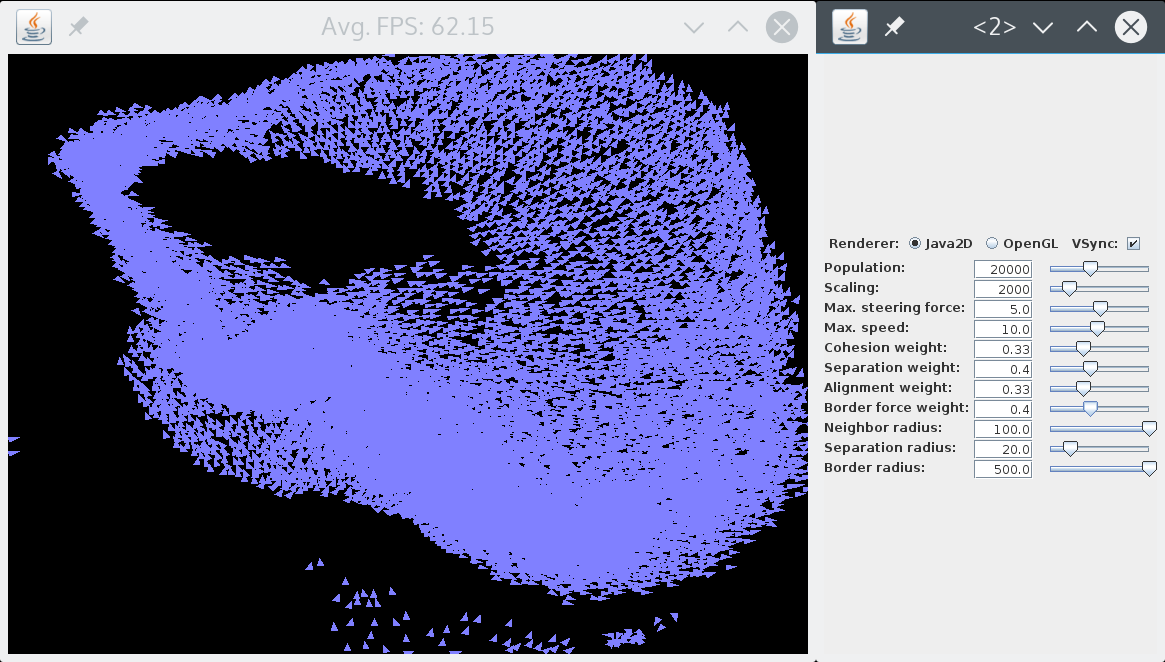 Avg. FPS: 62.15
<2>
Renderer: Java2D OpenGL VSync:
Population: 20000
Scaling: 2000
Max. steering force: 5.0
Max. speed: 10.0
Cohesion weight: 0.33
Separation weight: 0.4
Alignment weight: 0.33
Border force weight: 0.4
Neighbor radius: 100.0
Separation radius: 20.0
Border radius: 500.0